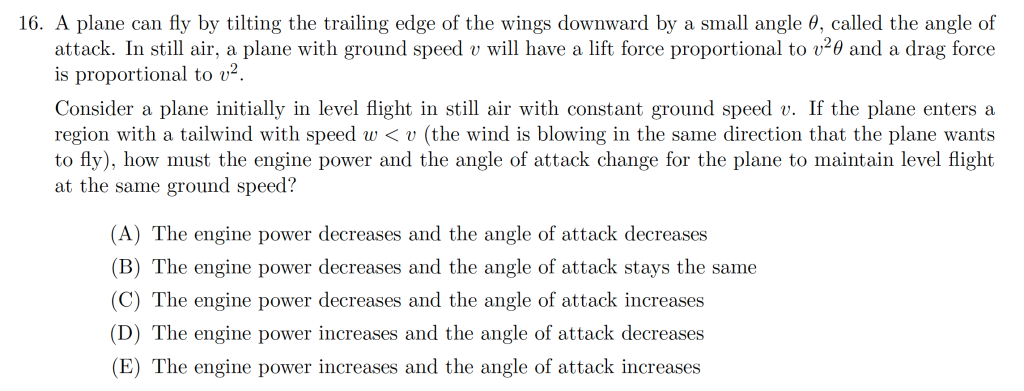 16. A plane can fly by tilting the trailing edge of the wings downward by a small angle θ, called the angle of
attack. In still air, a plane with ground speed v will have a lift force proportional to v²θ and a drag force
is proportional to v².
Consider a plane initially in level flight in still air with constant ground speed v. If the plane enters a
region with a tailwind with speed w < v (the wind is blowing in the same direction that the plane wants
to fly), how must the engine power and the angle of attack change for the plane to maintain level flight
at the same ground speed?
(A) The engine power decreases and the angle of attack decreases
(B) The engine power decreases and the angle of attack stays the same
(C) The engine power decreases and the angle of attack increases
(D) The engine power increases and the angle of attack decreases
(E) The engine power increases and the angle of attack increases